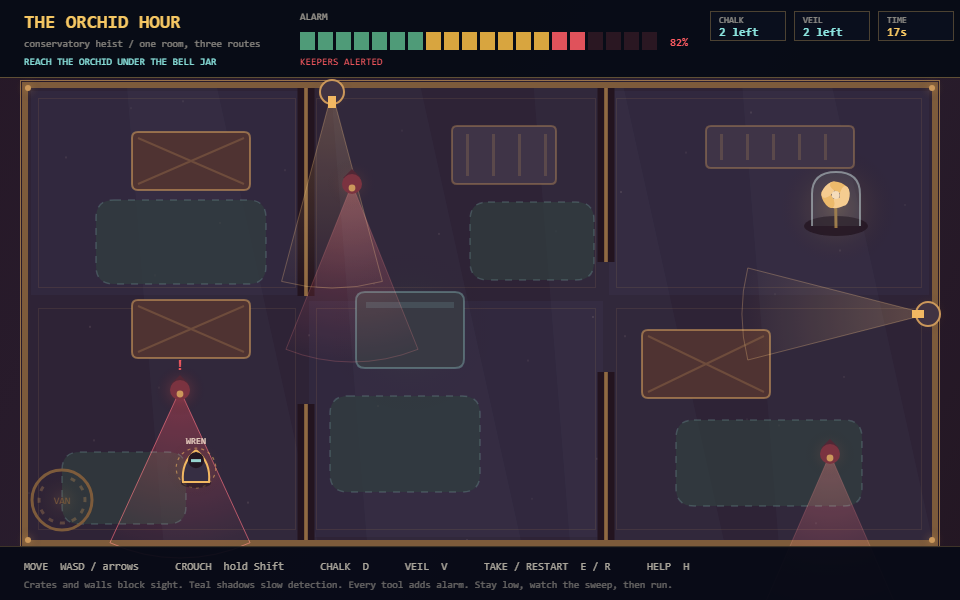 THE ORCHID HOUR
conservatory heist / one room, three routes
REACH THE ORCHID UNDER THE BELL JAR
ALARM
82%
KEEPERS ALERTED
CHALK
2 left
VEIL
2 left
TIME
17s
!
WREN
VAN
MOVE WASD / arrows CROUCH hold Shift CHALK D VEIL V TAKE / RESTART E / R HELP H
Crates and walls block sight. Teal shadows slow detection. Every tool adds alarm. Stay low, watch the sweep, then run.